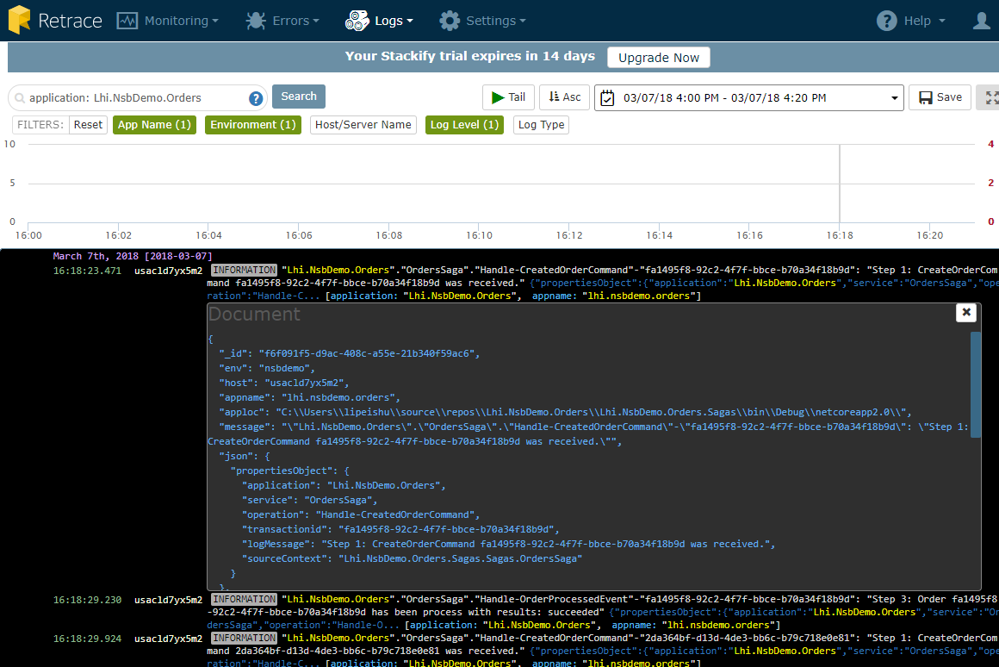 Retrace Monitoring Errors Logs Settings ? Help
Your Stackify trial expires in 14 days Upgrade Now
application: Lhi.NsbDemo.Orders ? Search Tail Asc 03/07/18 4:00 PM - 03/07/18 4:20 PM Save
FILTERS: Reset App Name (1) Environment (1) Host/Server Name Log Level (1) Log Type
10 4
5 2
0 0
16:00 16:02 16:04 16:06 16:08 16:10 16:12 16:14 16:16 16:18 16:20
March 7th, 2018 [2018-03-07]
16:18:23.471 usacld7yx5m2 INFORMATION "Lhi.NsbDemo.Orders"."OrdersSaga"."Handle-CreatedOrderCommand"-"fa1495f8-92c2-4f7f-bbce-b70a34f18b9d": "Step 1: CreateOrderCom
mand fa1495f8-92c2-4f7f-bbce-b70a34f18b9d was received." {"propertiesObject":{"application":"Lhi.NsbDemo.Orders","service":"OrdersSaga","ope
ration":"Handle-C... [application: "Lhi.NsbDemo.Orders", appname: "lhi.nsbdemo.orders"]
Document ✖
{
"_id": "f6f091f5-d9ac-408c-a55e-21b340f59ac6",
"env": "nsbdemo",
"host": "usacld7yx5m2",
"appname": "lhi.nsbdemo.orders",
"apploc": "C:\\Users\\lipeishu\\source\\repos\\Lhi.NsbDemo.Orders\\Lhi.NsbDemo.Orders.Sagas\\bin\\Debug\\netcoreapp2.0\\",
"message": "\"Lhi.NsbDemo.Orders\".\"OrdersSaga\".\"Handle-CreatedOrderCommand\"-\"fa1495f8-92c2-4f7f-bbce-b70a34f18b9d\": \"Step 1:
CreateOrderCommand fa1495f8-92c2-4f7f-bbce-b70a34f18b9d was received.\"",
"json": {
"propertiesObject": {
"application": "Lhi.NsbDemo.Orders",
"service": "OrdersSaga",
"operation": "Handle-CreatedOrderCommand",
"transactionid": "fa1495f8-92c2-4f7f-bbce-b70a34f18b9d",
"logMessage": "Step 1: CreateOrderCommand fa1495f8-92c2-4f7f-bbce-b70a34f18b9d was received.",
"sourceContext": "Lhi.NsbDemo.Orders.Sagas.Sagas.OrdersSaga"
}
},
16:18:29.230 usacld7yx5m2 INFORMATION "Lhi.NsbDemo.Orders"."OrdersSaga"."Handle-OrderProcessedEvent"-"fa1495f8-92c2-4f7f-bbce-b70a34f18b9d": "Step 3: Order fa1495f8
-92c2-4f7f-bbce-b70a34f18b9d has been process with results: succeeded" {"propertiesObject":{"application":"Lhi.NsbDemo.Orders","service":"Or
dersSaga","operation":"Handle-O... [application: "Lhi.NsbDemo.Orders", appname: "lhi.nsbdemo.orders"]
16:18:29.924 usacld7yx5m2 INFORMATION "Lhi.NsbDemo.Orders"."OrdersSaga"."Handle-CreatedOrderCommand"-"2da364bf-d13d-4de3-bb6c-b79c718e0e81": "Step 1: CreateOrderCom
mand 2da364bf-d13d-4de3-bb6c-b79c718e0e81 was received." {"propertiesObject":{"application":"Lhi.NsbDemo.Orders","service":"OrdersSaga","ope
ration":"Handle-C... [application: "Lhi.NsbDemo.Orders", appname: "lhi.nsbdemo.orders"]